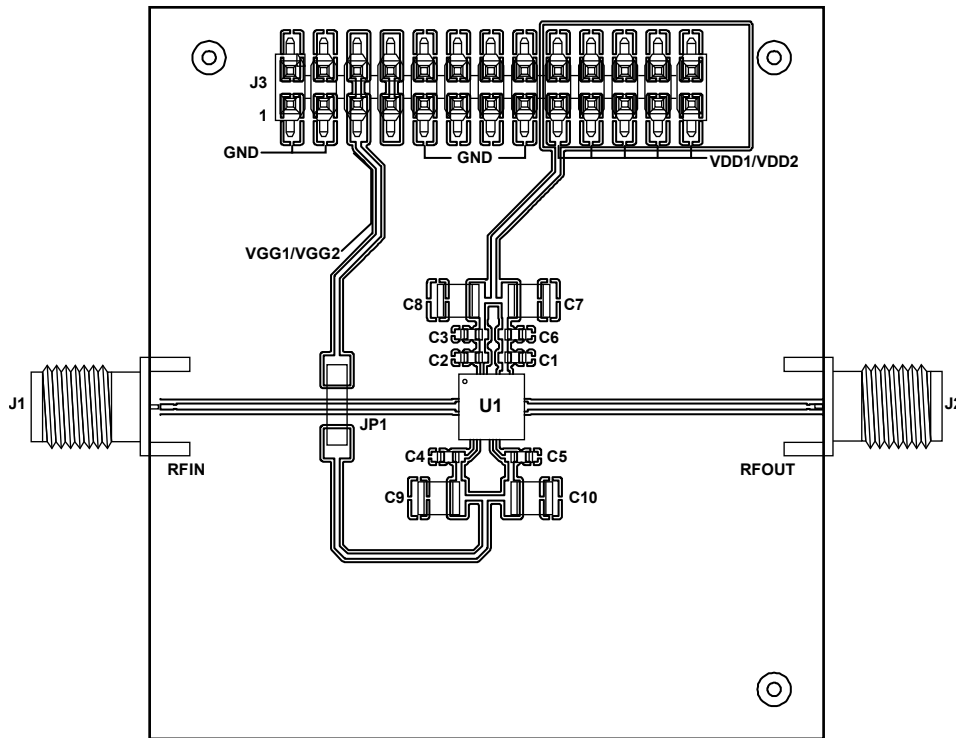 J3
1
GND
GND
VDD1/VDD2
VGG1/VGG2
C8
C7
C3
C6
C2
C1
J1
U1
J2
JP1
RFIN
C4
C5
RFOUT
C9
C10